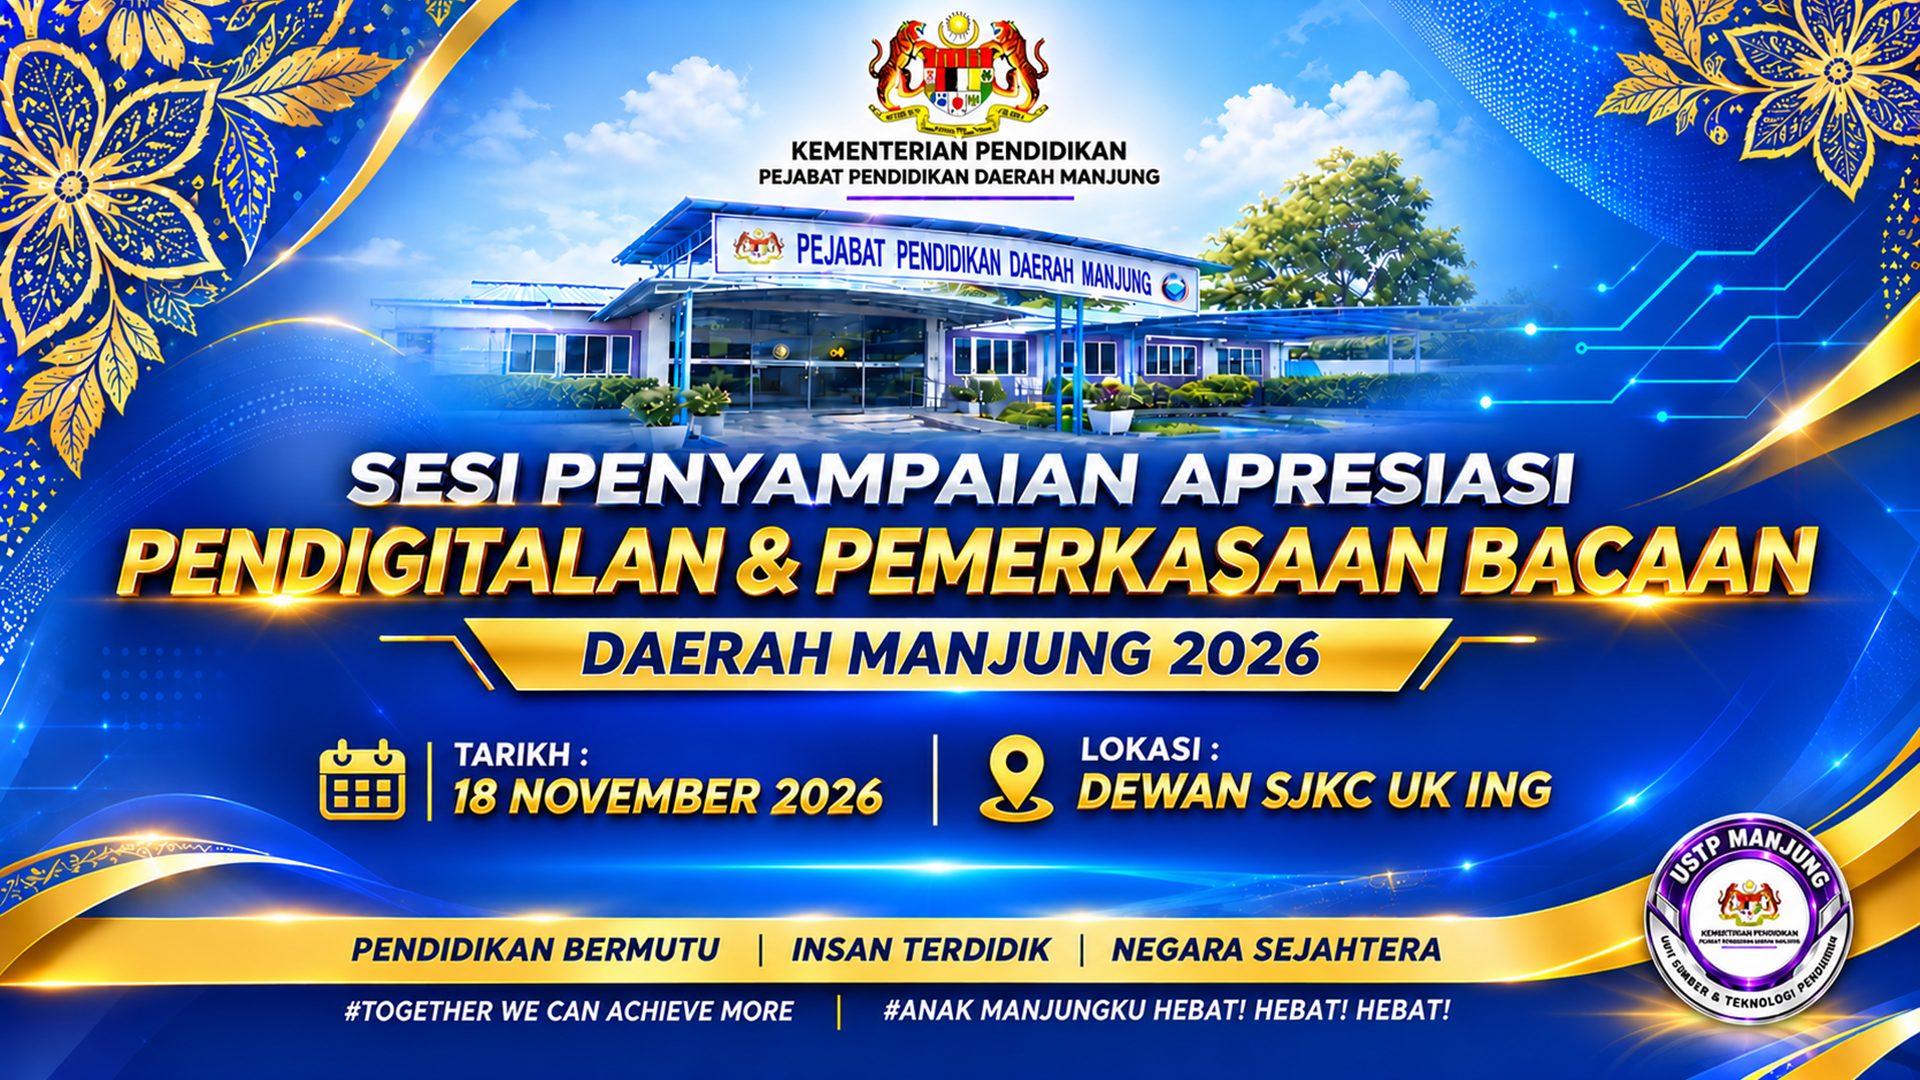 KEMENTERIAN PENDIDIKAN
PEJABAT PENDIDIKAN DAERAH MANJUNG
PEJABAT PENDIDIKAN DAERAH MANJUNG
SESI PENYAMPAIAN APRESIASI
PENDIGITALAN & PEMERKASAAN BACAAN
DAERAH MANJUNG 2026
TARIKH :
18 NOVEMBER 2026
LOKASI :
DEWAN SJKC UK ING
USTP MANJUNG
KEMENTERIAN PENDIDIKAN
PENDIDIKAN BERMUTU | INSAN TERDIDIK | NEGARA SEJAHTERA
#TOGETHER WE CAN ACHIEVE MORE | #ANAK MANJUNGKU HEBAT! HEBAT! HEBAT!